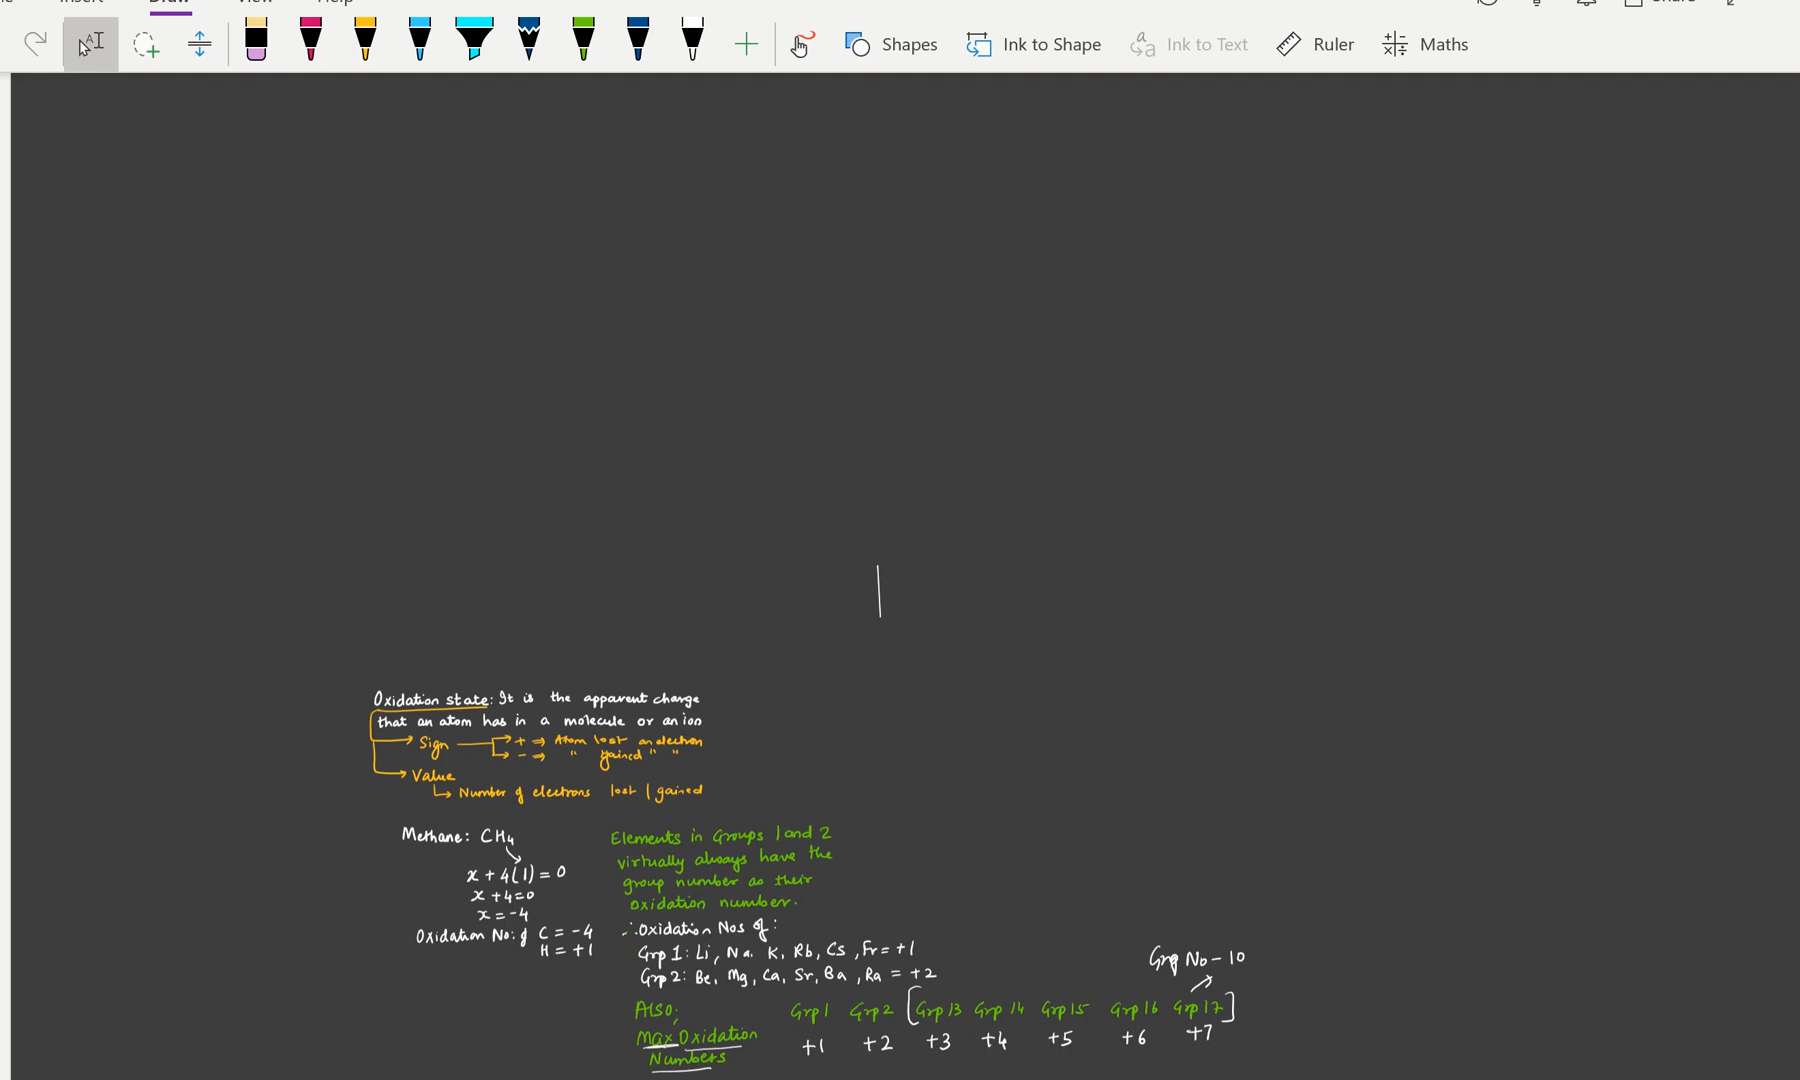 Insert Draw View Help Share
Shapes Ink to Shape Ink to Text Ruler Maths
Oxidation state: It is the apparent charge
that an atom has in a molecule or an ion
Sign → + ⇒ Atom lost an electron
→ - ⇒ " gained " "
Value
↳ Number of electrons lost / gained
Methane: CH₄
x + 4(1) = 0
x + 4 = 0
x = -4
Oxidation No: of C = -4
H = +1
Elements in Groups 1 and 2
virtually always have the
group number as their
oxidation number.
∴ Oxidation Nos of:
Grp 1: Li, Na, K, Rb, Cs, Fr = +1
Grp 2: Be, Mg, Ca, Sr, Ba, Ra = +2
Grp No - 10
Also, Grp 1 Grp 2 [Grp 13 Grp 14 Grp 15 Grp 16 Grp 17]
Max Oxidation
Numbers
+1 +2 +3 +4 +5 +6 +7